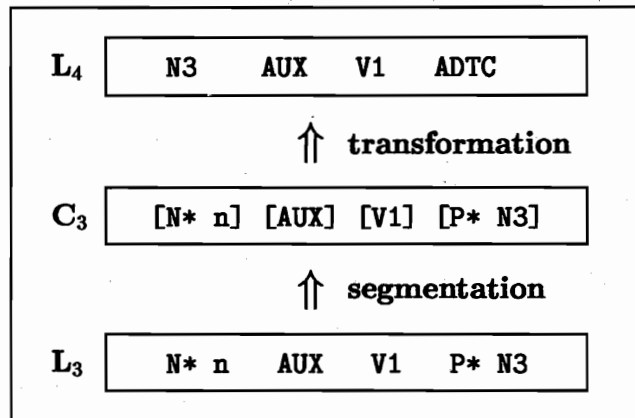 L₄ N3 AUX V1 ADTC
⇑ transformation
C₃ [N* n] [AUX] [V1] [P* N3]
⇑ segmentation
L₃ N* n AUX V1 P* N3